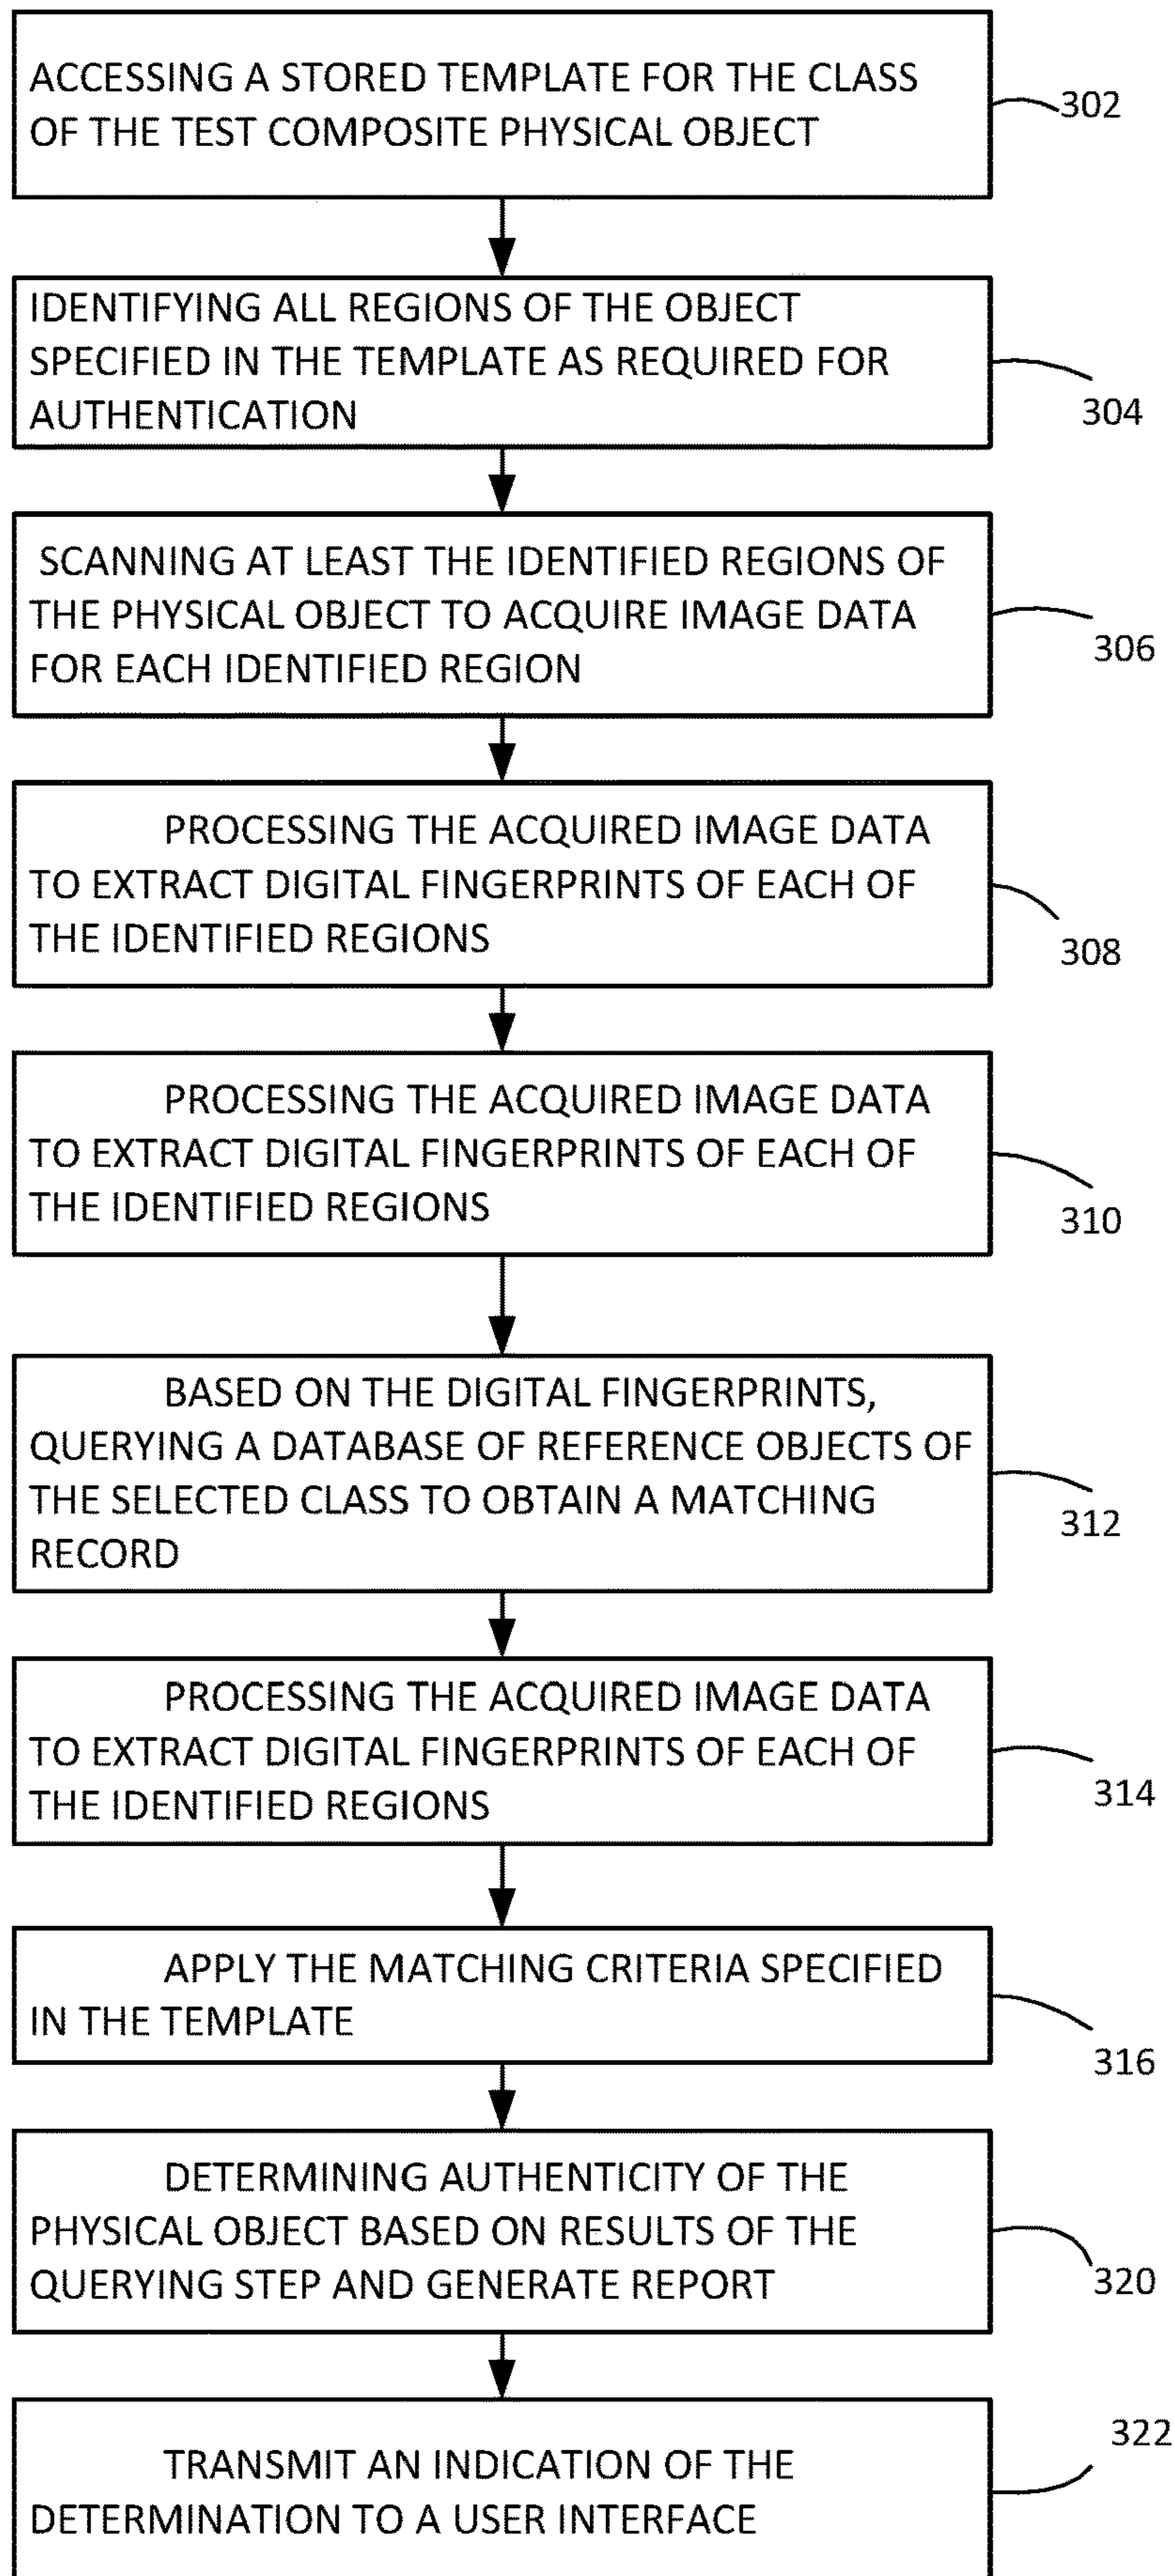 ACCESSING A STORED TEMPLATE FOR THE CLASS
OF THE TEST COMPOSITE PHYSICAL OBJECT
302
IDENTIFYING ALL REGIONS OF THE OBJECT
SPECIFIED IN THE TEMPLATE AS REQUIRED FOR
AUTHENTICATION
304
SCANNING AT LEAST THE IDENTIFIED REGIONS OF
THE PHYSICAL OBJECT TO ACQUIRE IMAGE DATA
FOR EACH IDENTIFIED REGION
306
PROCESSING THE ACQUIRED IMAGE DATA
TO EXTRACT DIGITAL FINGERPRINTS OF EACH OF
THE IDENTIFIED REGIONS
308
PROCESSING THE ACQUIRED IMAGE DATA
TO EXTRACT DIGITAL FINGERPRINTS OF EACH OF
THE IDENTIFIED REGIONS
310
BASED ON THE DIGITAL FINGERPRINTS,
QUERYING A DATABASE OF REFERENCE OBJECTS OF
THE SELECTED CLASS TO OBTAIN A MATCHING
RECORD
312
PROCESSING THE ACQUIRED IMAGE DATA
TO EXTRACT DIGITAL FINGERPRINTS OF EACH OF
THE IDENTIFIED REGIONS
314
APPLY THE MATCHING CRITERIA SPECIFIED
IN THE TEMPLATE
316
DETERMINING AUTHENTICITY OF THE
PHYSICAL OBJECT BASED ON RESULTS OF THE
QUERYING STEP AND GENERATE REPORT
320
TRANSMIT AN INDICATION OF THE
DETERMINATION TO A USER INTERFACE
322